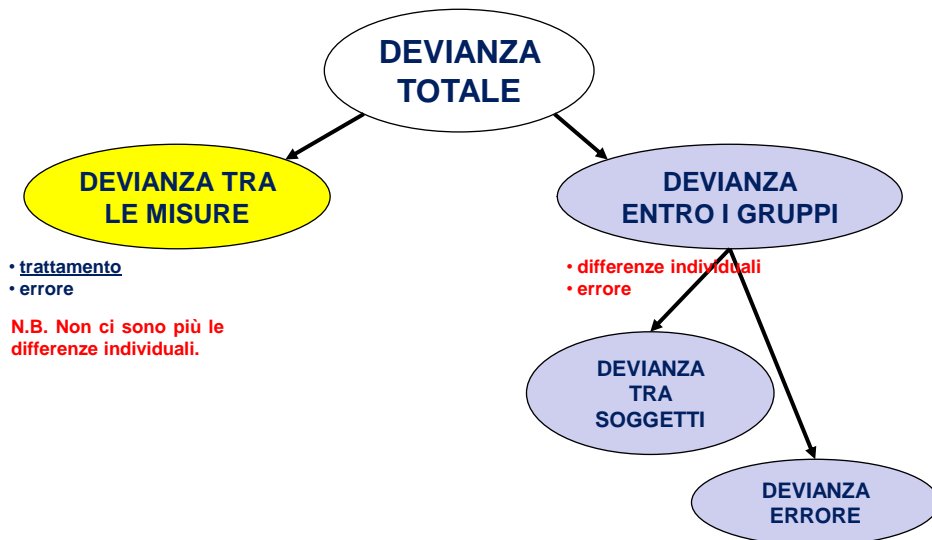 DEVIANZA
TOTALE
DEVIANZA TRA
LE MISURE
DEVIANZA
ENTRO I GRUPPI
• trattamento
• errore
N.B. Non ci sono più le
differenze individuali.
• differenze individuali
• errore
DEVIANZA
TRA
SOGGETTI
DEVIANZA
ERRORE